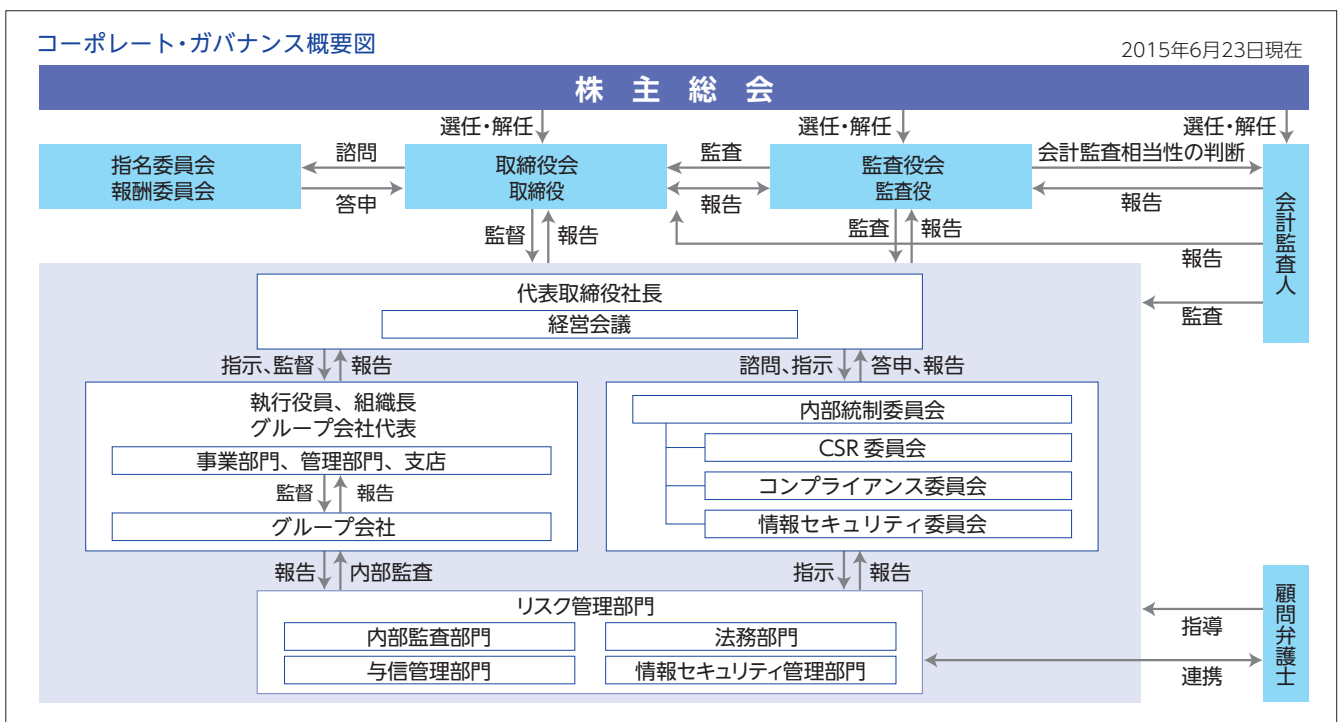 コーポレート・ガバナンス概要図
2015年6月23日現在
株主総会
選任・解任
選任・解任
選任・解任
指名委員会
報酬委員会
諮問
答申
取締役会
取締役
監査
報告
監査役会
監査役
会計監査相当性の判断
報告
会計監査人
監督
報告
監査
報告
報告
監査
代表取締役社長
経営会議
指示、監督
報告
諮問、指示
答申、報告
執行役員、組織長
グループ会社代表
事業部門、管理部門、支店
監督
報告
グループ会社
内部統制委員会
CSR 委員会
コンプライアンス委員会
情報セキュリティ委員会
報告
内部監査
指示
報告
リスク管理部門
内部監査部門
法務部門
与信管理部門
情報セキュリティ管理部門
指導
連携
顧問弁護士